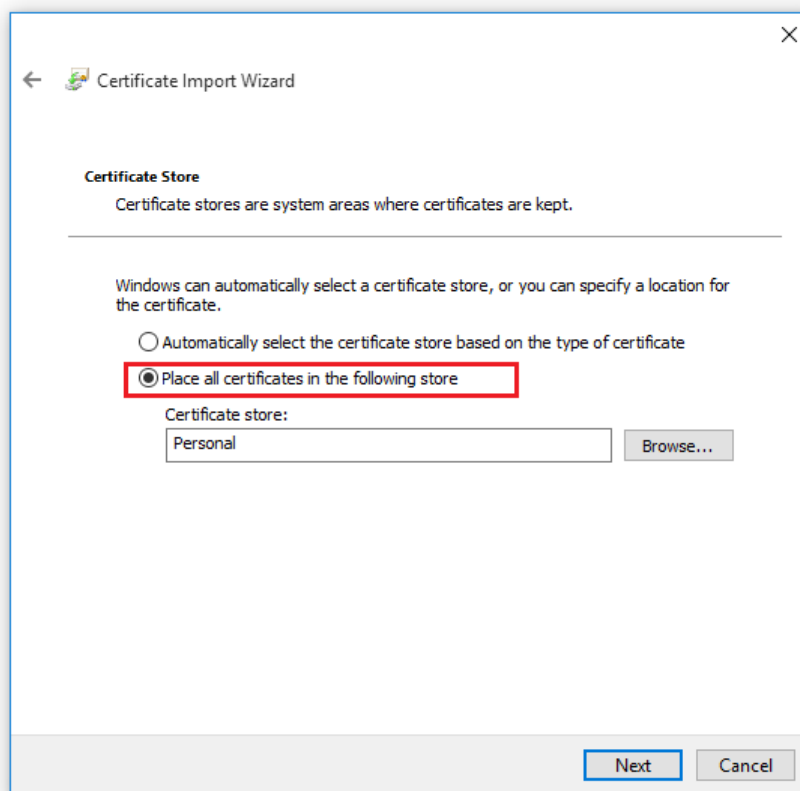 Certificate Import Wizard
Certificate Store
Certificate stores are system areas where certificates are kept.
Windows can automatically select a certificate store, or you can specify a location for
the certificate.
Automatically select the certificate store based on the type of certificate
Place all certificates in the following store
Certificate store:
Personal
Browse...
Next
Cancel